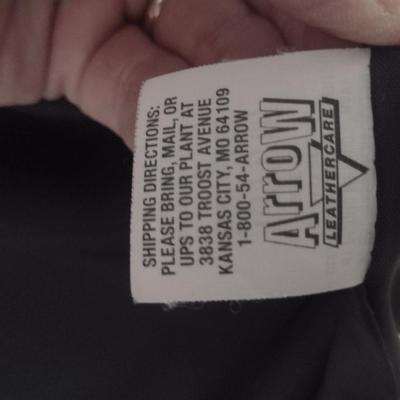 SHIPPING DIRECTIONS:
PLEASE BRING, MAIL, OR
UPS TO OUR PLANT AT
3838 TROOST AVENUE
KANSAS CITY, MO 64109
1-800-54-ARROW
ArroW
LEATHERCARE